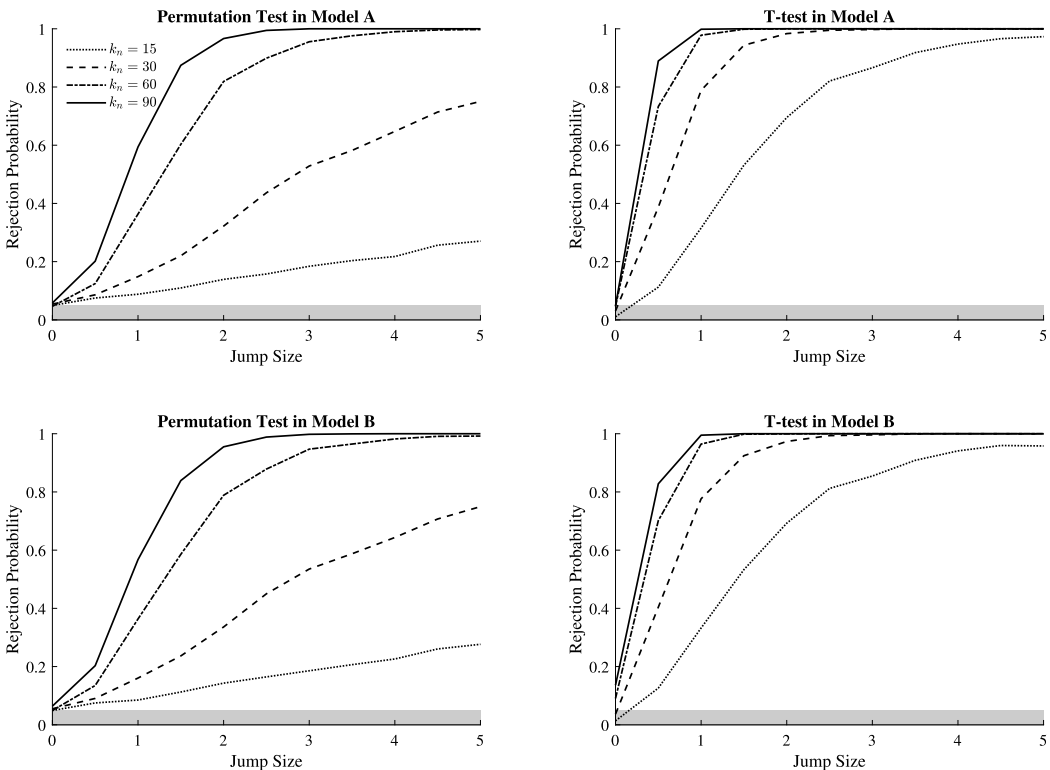 Permutation Test in Model A
1
0.8
0.6
0.4
0.2
0
Rejection Probability
k_n = 15
k_n = 30
k_n = 60
k_n = 90
0 1 2 3 4 5
Jump Size
T-test in Model A
1
0.8
0.6
0.4
0.2
0
Rejection Probability
0 1 2 3 4 5
Jump Size
Permutation Test in Model B
1
0.8
0.6
0.4
0.2
0
Rejection Probability
0 1 2 3 4 5
Jump Size
T-test in Model B
1
0.8
0.6
0.4
0.2
0
Rejection Probability
0 1 2 3 4 5
Jump Size